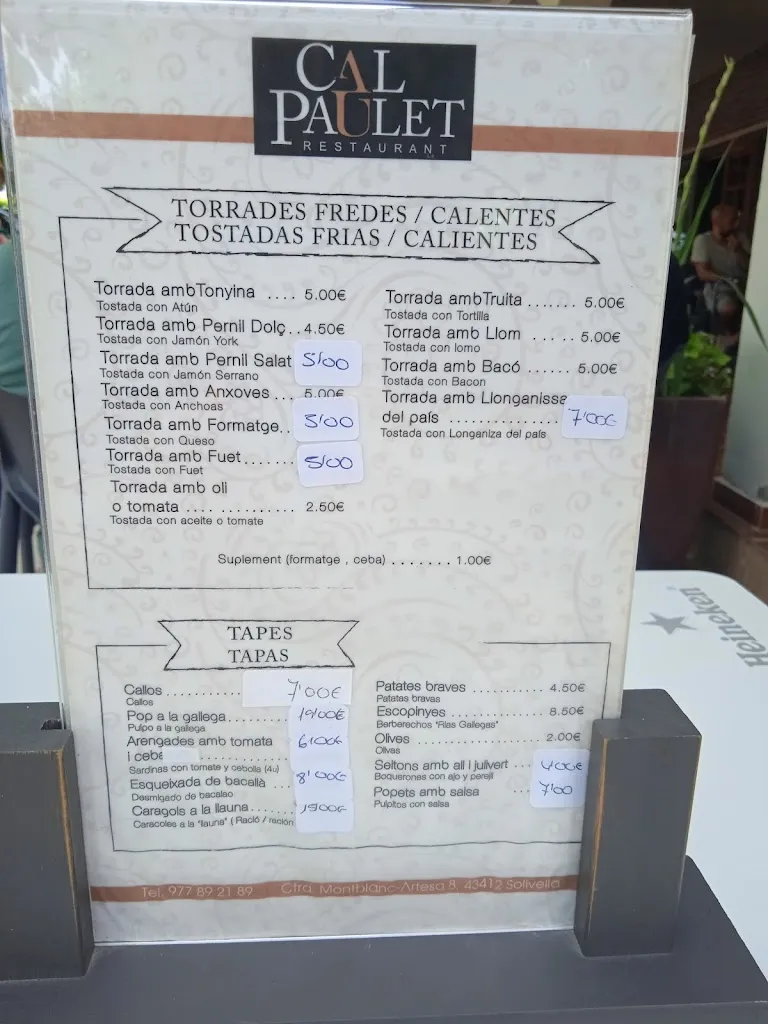 CAL
PAULET
RESTAURANT
TORRADES FREDES / CALENTES
TOSTADAS FRIAS / CALIENTES
Torrada ambTonyina .... 5.00€
Tostada con Atún
Torrada amb Pernil Dolç.. 4.50€
Tostada con Jamón York
Torrada amb Pernil Salat 5'00
Tostada con Jamón Serrano
Torrada amb Anxoves ... 5.00€
Tostada con Anchoas
Torrada amb Formatge.. 5'00
Tostada con Queso
Torrada amb Fuet....... 5'00
Tostada con Fuet
Torrada amb oli
o tomata .... .......... 2.50€
Tostada con aceite o tomate
Torrada ambTruita ....... 5.00€
Tostada con Tortilla
Torrada amb Llom .... .. 5.00€
Tostada con lomo
Torrada amb Bacó ...... 5.00€
Tostada con Bacon
Torrada amb Llonganissa
del país ............... 7'00€
Tostada con Longaniza del país
Suplement (formatge , ceba) ....... 1.00€
TAPES
TAPAS
Callos ........... 7'00€
Callos
Pop a la gallega.......... 19'00€
Pulpo a la gallega
Arengades amb tomata 6'00€
i cebe
Sardinas con tomate y cebolla (4u)
Esqueixada de bacallà ... 8'00€
Desmigado de bacalao
Caragols a la llauna.......
Caracoles a la "llauna" ( Ració / ración
Patates braves ........... 4.50€
Patatas bravas
Escopinyes ............... 8.50€
Berberechos "Rias Gallegas"
Olives .................. 2.00€
Olivas
Seitons amb all i julivert ...
Boquerones con ajo y perejil
Popets amb salsa ... 7'00
Pulpitos con salsa
Tel. 977 89 21 89 Ctra. Montblanc-Artesa 8, 43412 Solivella
Heineken